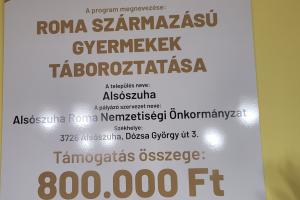 A program megnevezése:
ROMA SZÁRMAZÁSÚ
GYERMEKEK
TÁBOROZTATÁSA
A település neve:
Alsószuha
A pályázó szervezet neve:
Alsószuha Roma Nemzetiségi Önkormányzat
Székhelye:
3726 Alsószuha, Dózsa György út 3.
Támogatás összege:
800.000 Ft